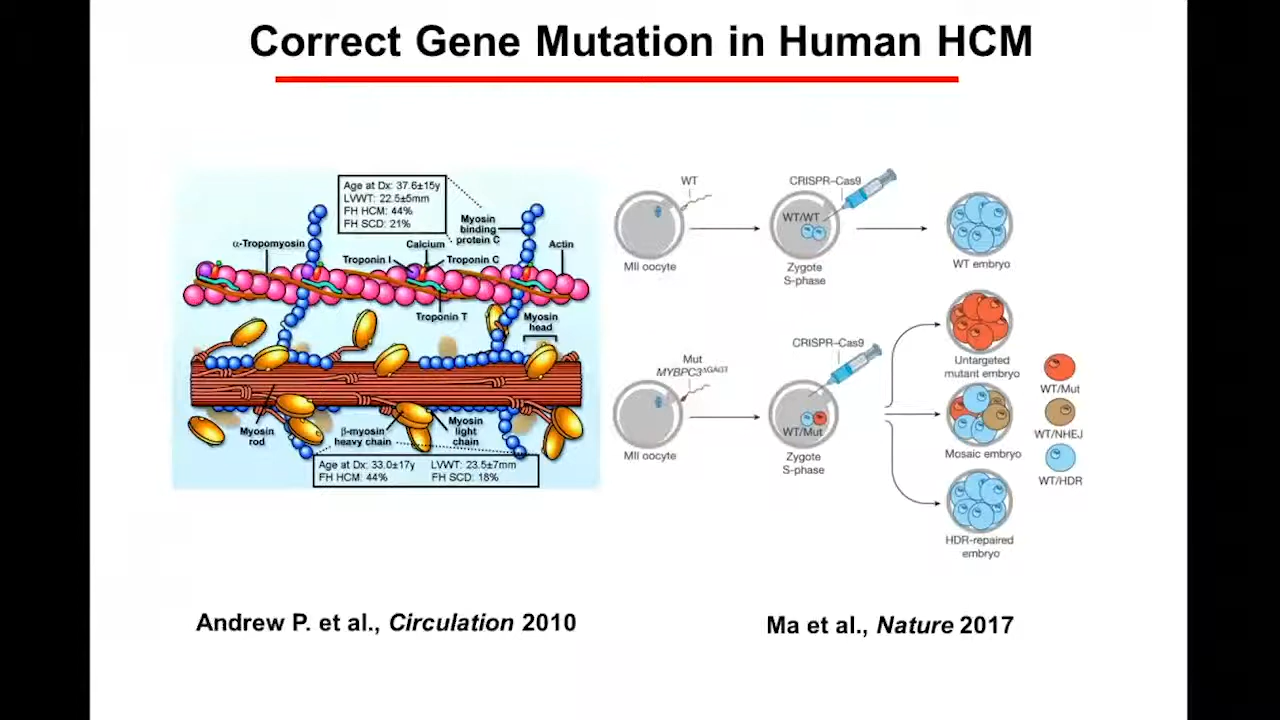 Correct Gene Mutation in Human HCM
Age at Dx: 37.6±15y
LVWT: 22.5±5mm
FH HCM: 44%
FH SCD: 21%
Myosin
binding
protein C
α-Tropomyosin
Calcium
Actin
Troponin I
Troponin C
Troponin T
Myosin
head
Myosin
rod
β-myosin
heavy chain
Myosin
light
chain
Age at Dx: 33.0±17y LVWT: 23.5±7mm
FH HCM: 44% FH SCD: 18%
WT
MII oocyte
CRISPR–Cas9
WT/WT
Zygote
S-phase
WT embryo
Mut
MYBPC3ΔGAGT
MII oocyte
CRISPR–Cas9
WT/Mut
Zygote
S-phase
Untargeted
mutant embryo
Mosaic embryo
HDR-repaired
embryo
WT/Mut
WT/NHEJ
WT/HDR
Andrew P. et al., Circulation 2010
Ma et al., Nature 2017